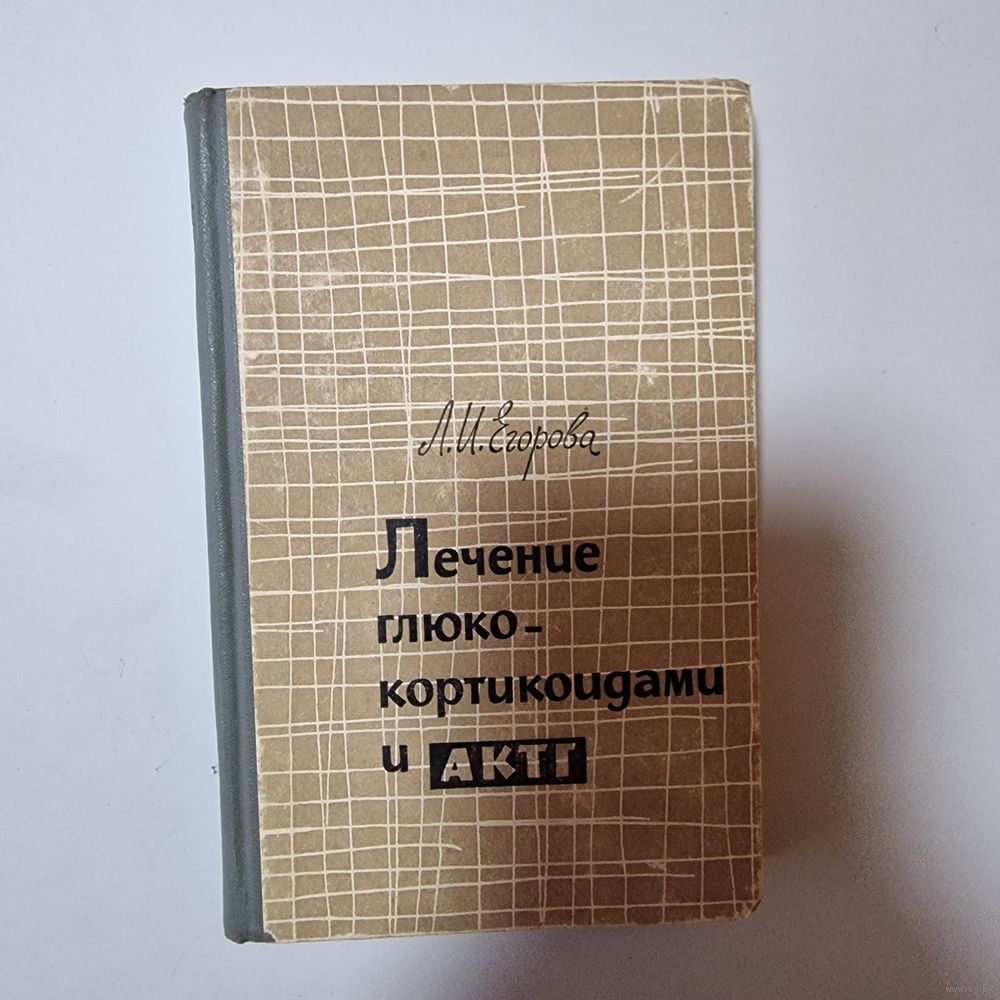 Л.И.Егорова
Лечение
глюко-
кортикоидами
и АКТГ